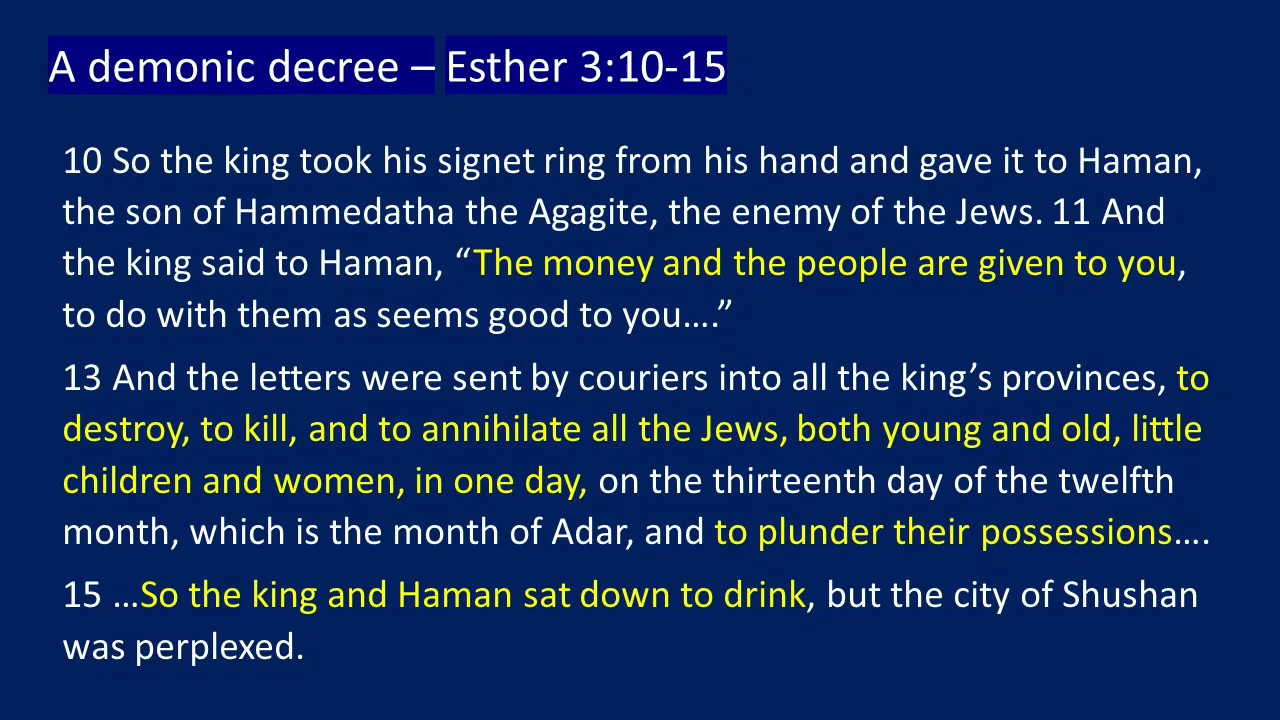 A demonic decree – Esther 3:10-15
10 So the king took his signet ring from his hand and gave it to Haman,
the son of Hammedatha the Agagite, the enemy of the Jews. 11 And
the king said to Haman, “The money and the people are given to you,
to do with them as seems good to you….”
13 And the letters were sent by couriers into all the king’s provinces, to
destroy, to kill, and to annihilate all the Jews, both young and old, little
children and women, in one day, on the thirteenth day of the twelfth
month, which is the month of Adar, and to plunder their possessions….
15 …So the king and Haman sat down to drink, but the city of Shushan
was perplexed.